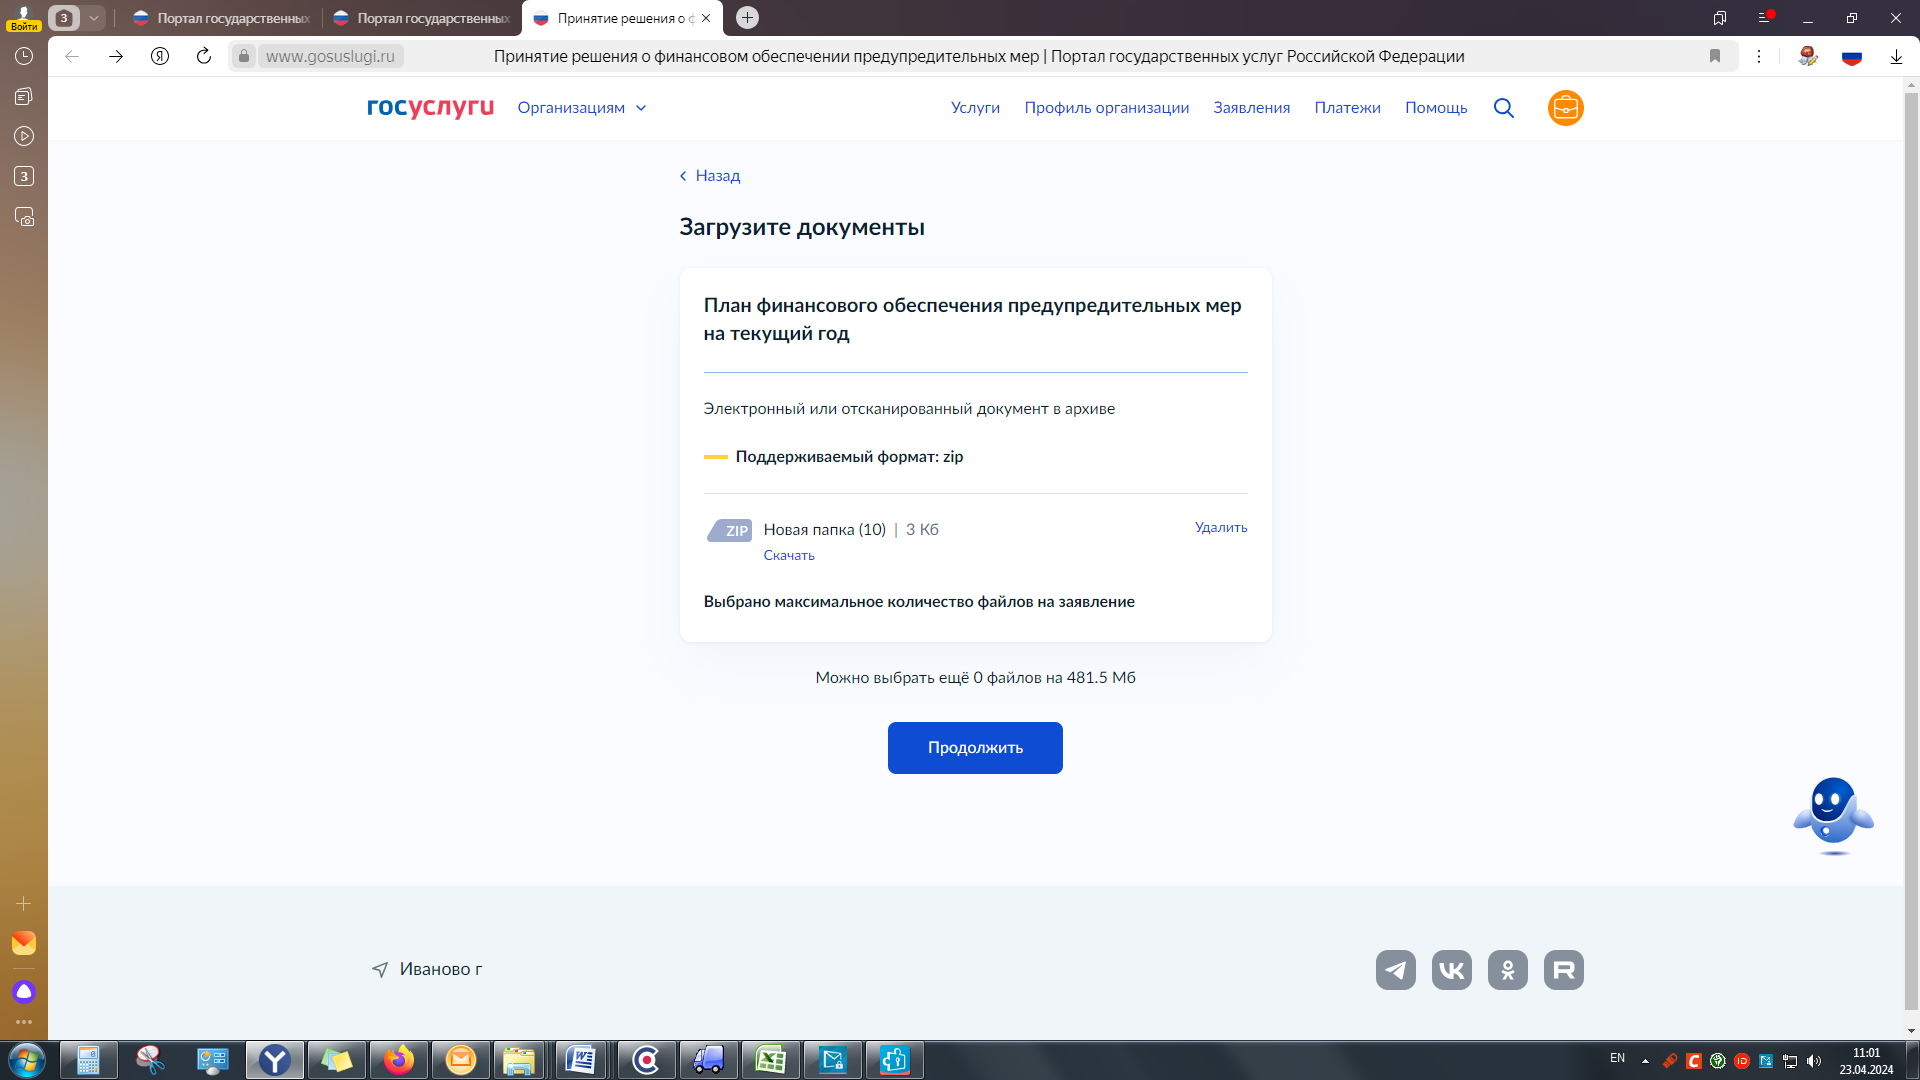 Войти
3
Портал государственных
Портал государственных
Принятие решения о ф
www.gosuslugi.ru
Принятие решения о финансовом обеспечении предупредительных мер | Портал государственных услуг Российской Федерации
3
госуслуги
Организациям
Услуги
Профиль организации
Заявления
Платежи
Помощь
Назад
Загрузите документы
План финансового обеспечения предупредительных мер
на текущий год
Электронный или отсканированный документ в архиве
Поддерживаемый формат: zip
ZIP
Новая папка (10) | 3 Кб
Удалить
Скачать
Выбрано максимальное количество файлов на заявление
Можно выбрать ещё 0 файлов на 481.5 Мб
Продолжить
Иваново г
EN
11:01
23.04.2024